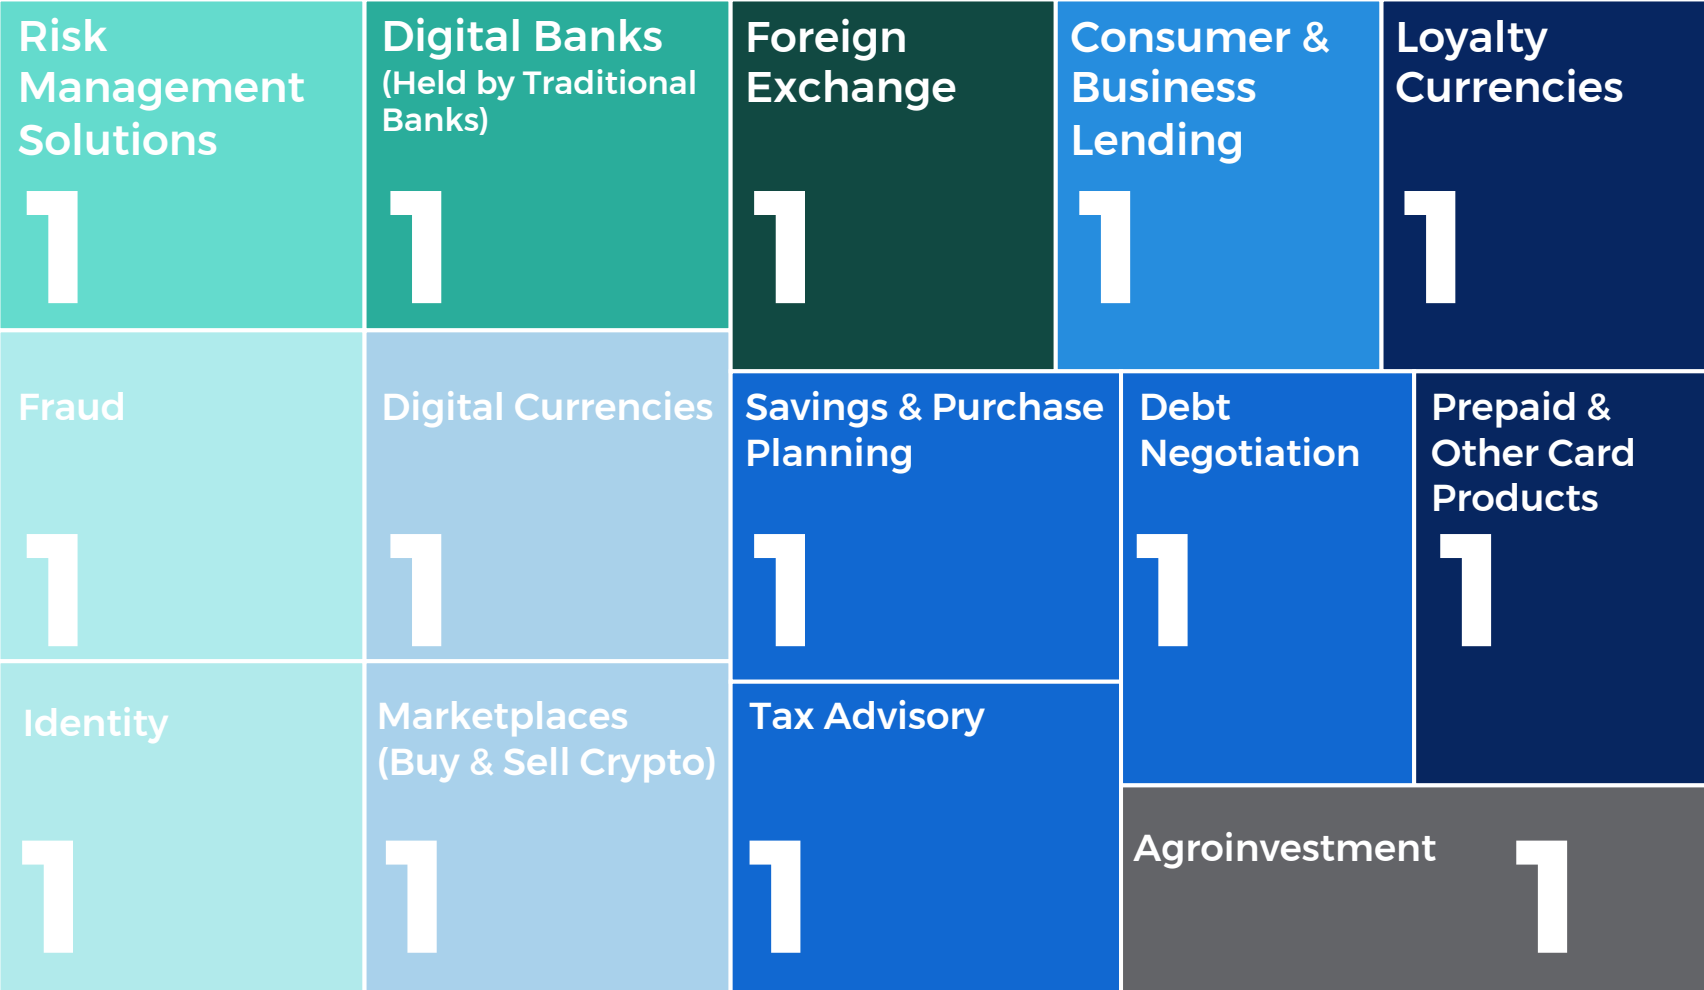 Risk
Management
Solutions
1
Digital Banks
(Held by Traditional
Banks)
1
Foreign
Exchange
1
Consumer &
Business
Lending
1
Loyalty
Currencies
1
Fraud
1
Digital Currencies
1
Savings & Purchase
Planning
1
Debt
Negotiation
1
Prepaid &
Other Card
Products
1
Identity
1
Marketplaces
(Buy & Sell Crypto)
1
Tax Advisory
1
Agroinvestment
1